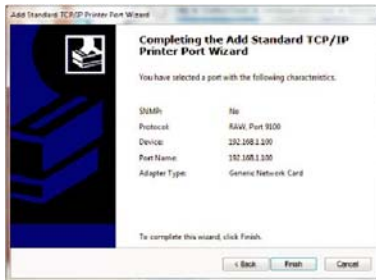 Add Standard TCP/IP Printer Port Wizard
Completing the Add Standard TCP/IP
Printer Port Wizard
You have selected a port with the following characteristics.
SNMP: No
Protocol: RAW, Port 9100
Device: 192.168.1.100
Port Name: 192.168.1.100
Adapter Type: Generic Network Card
To complete this wizard, click Finish.
< Back Finish Cancel